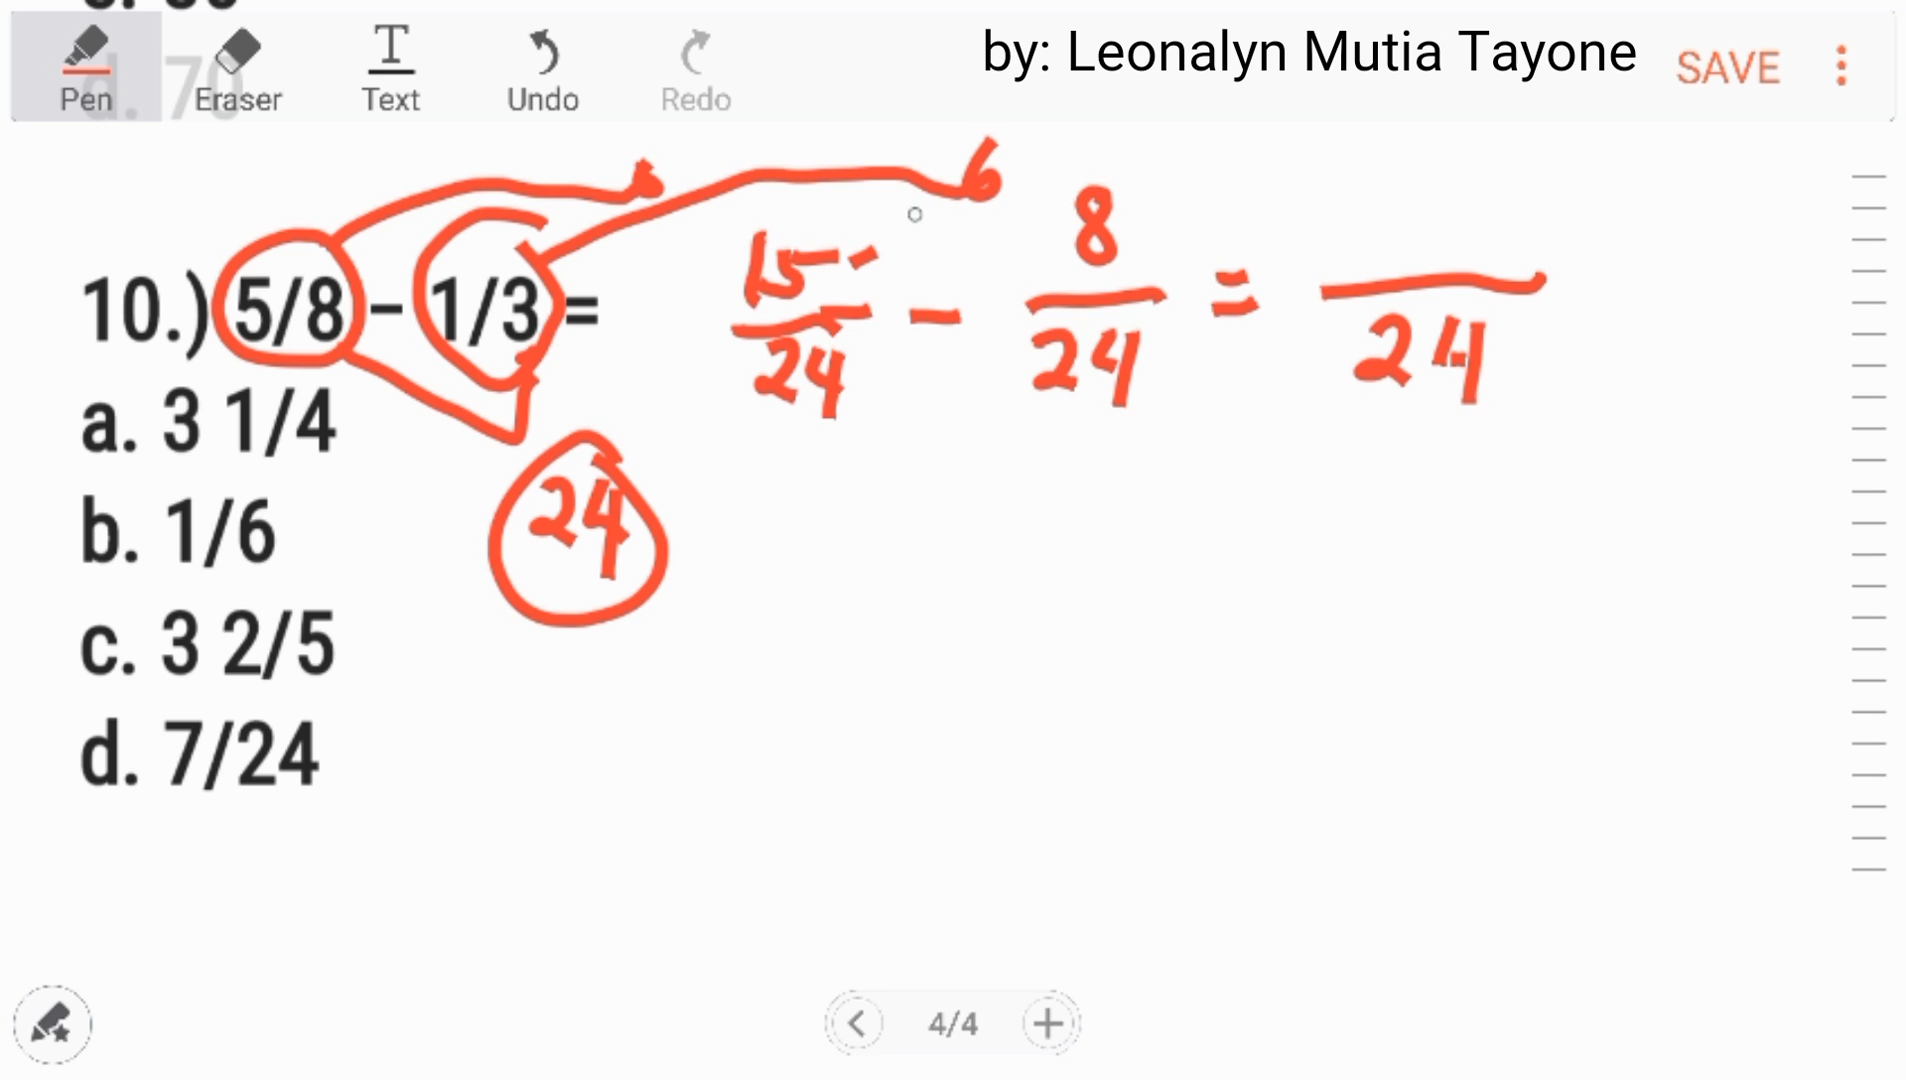 Pen Eraser Text Undo Redo by: Leonalyn Mutia Tayone SAVE
d. 70
6
10.) 5/8 - 1/3 = 15/24 - 8/24 = /24
a. 3 1/4
24
b. 1/6
c. 3 2/5
d. 7/24
4/4